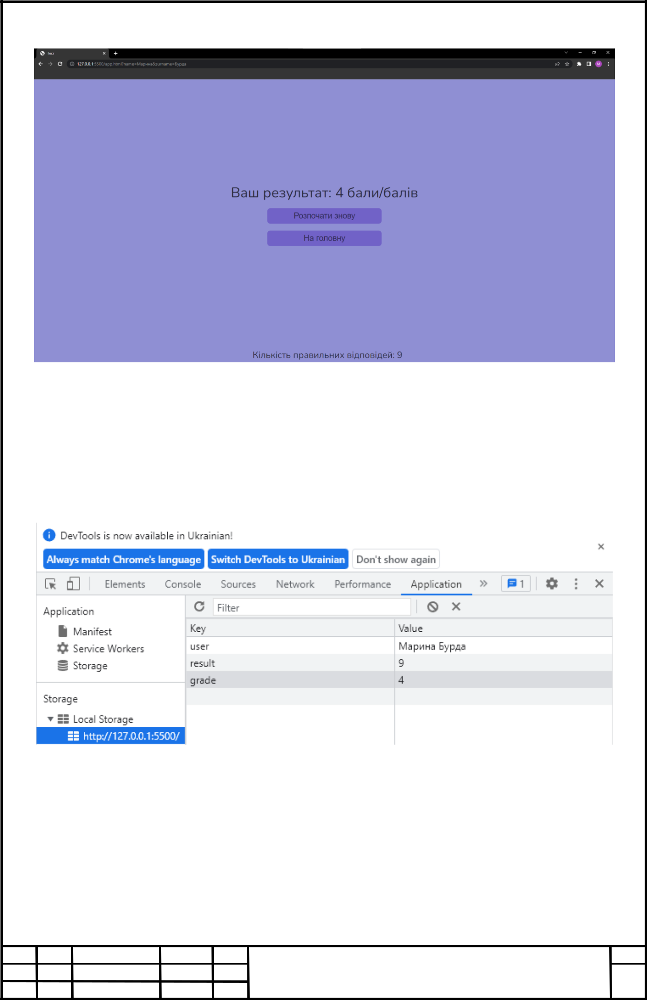 Тест
127.0.0.1:5500/app.html?name=Марина&surname=Бурда
M
Ваш результат: 4 бали/балів
Розпочати знову
На головну
Кількість правильних відповідей: 9
DevTools is now available in Ukrainian!
Always match Chrome's language Switch DevTools to Ukrainian Don't show again
Elements Console Sources Network Performance Application » 1
Application
Filter
Manifest
Service Workers
Storage
Key Value
user Марина Бурда
result 9
grade 4
Storage
Local Storage
http://127.0.0.1:5500/